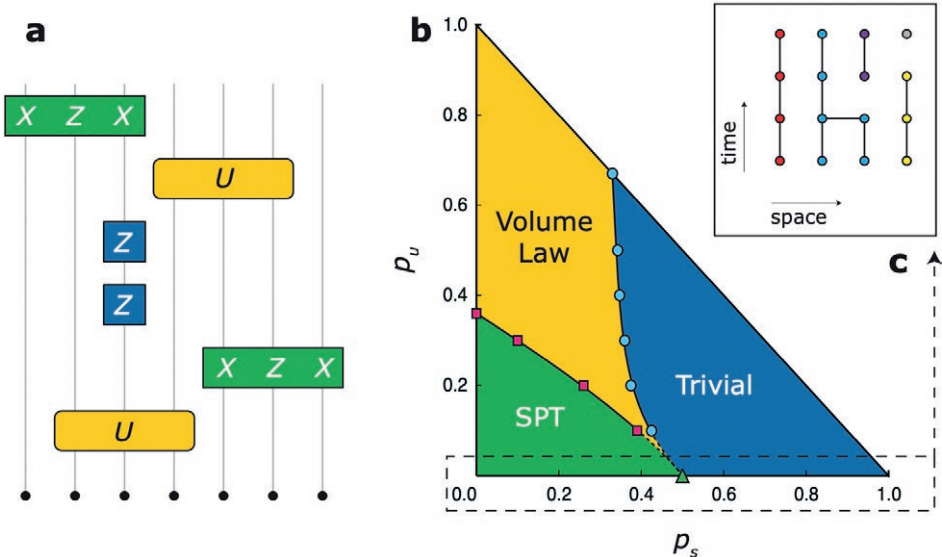 a
X Z X
U
Z
Z
X Z X
U
b
1.0
0.8
0.6
0.4
0.2
0.0
0.2
0.4
0.6
0.8
1.0
p_u
p_s
Volume
Law
SPT
Trivial
c
time
space